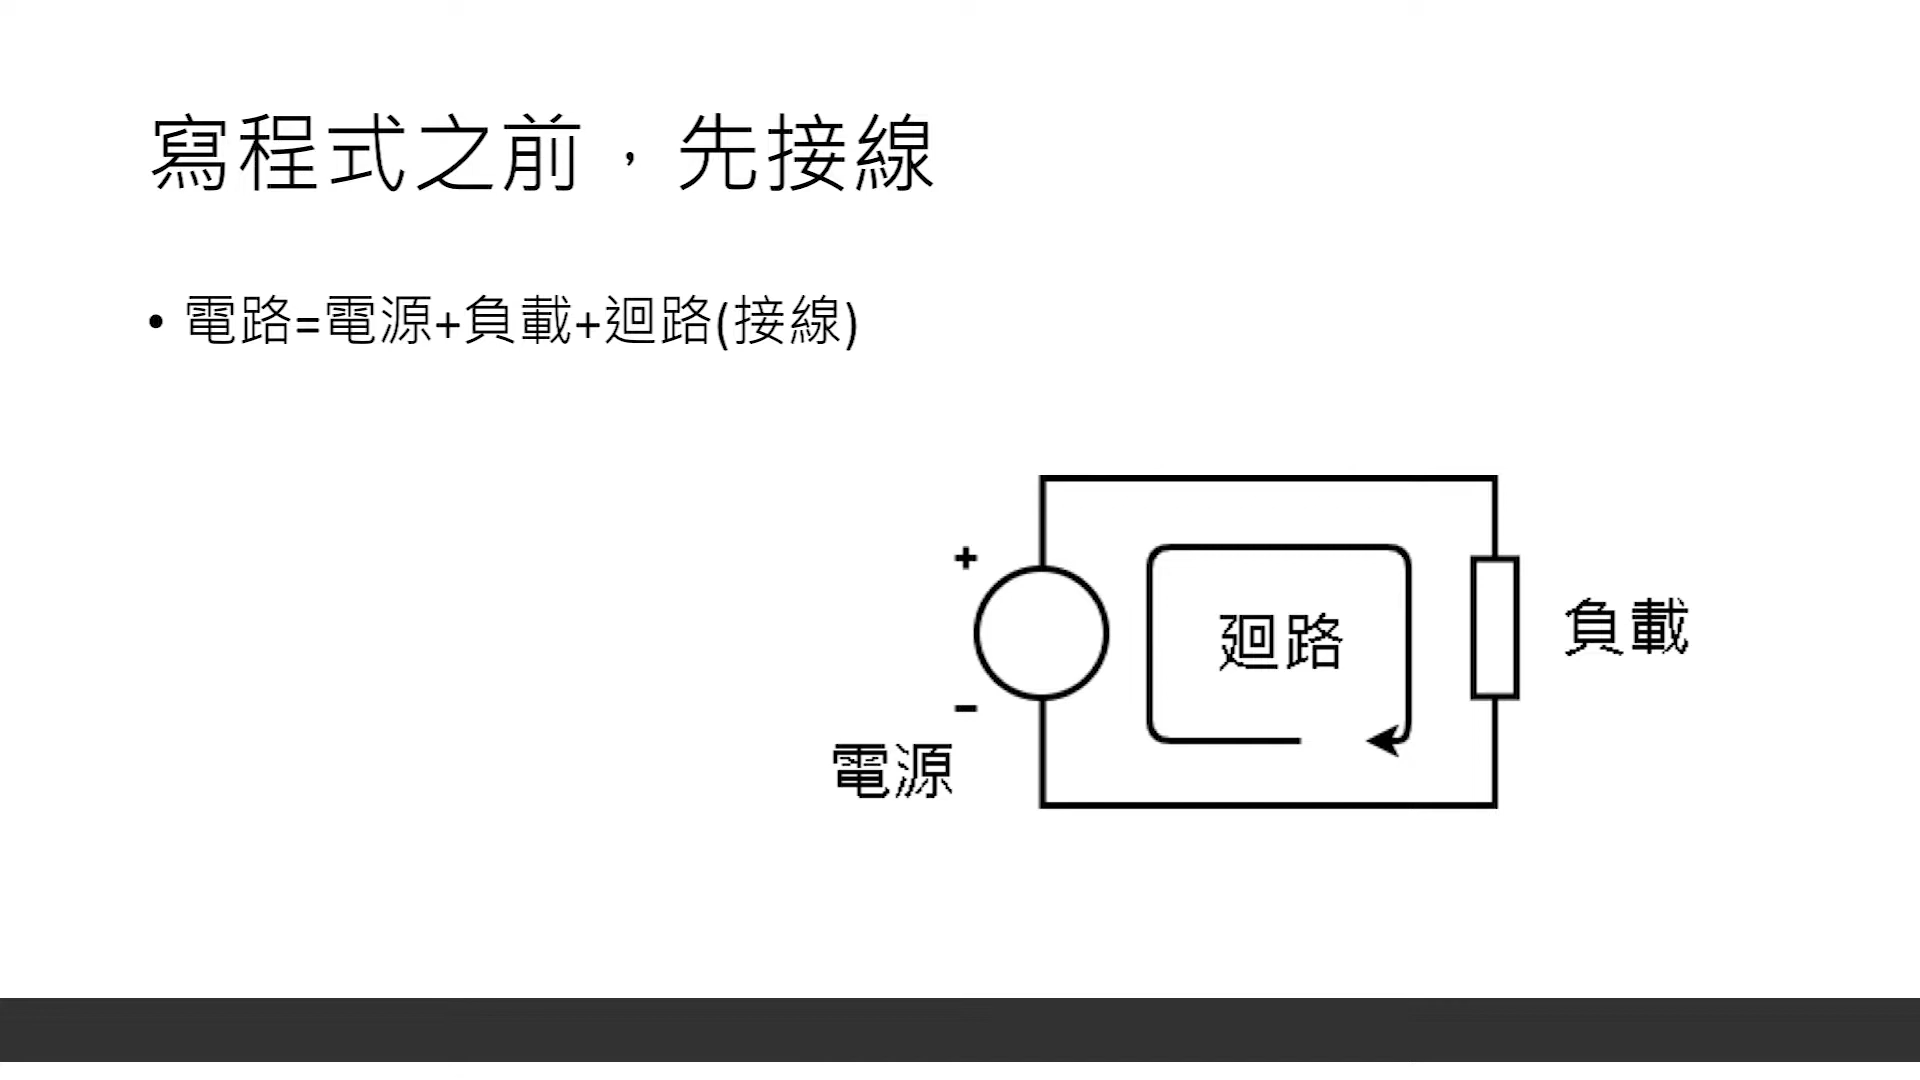 寫程式之前，先接線
• 電路=電源+負載+迴路(接線)
+
迴路
負載
-
電源